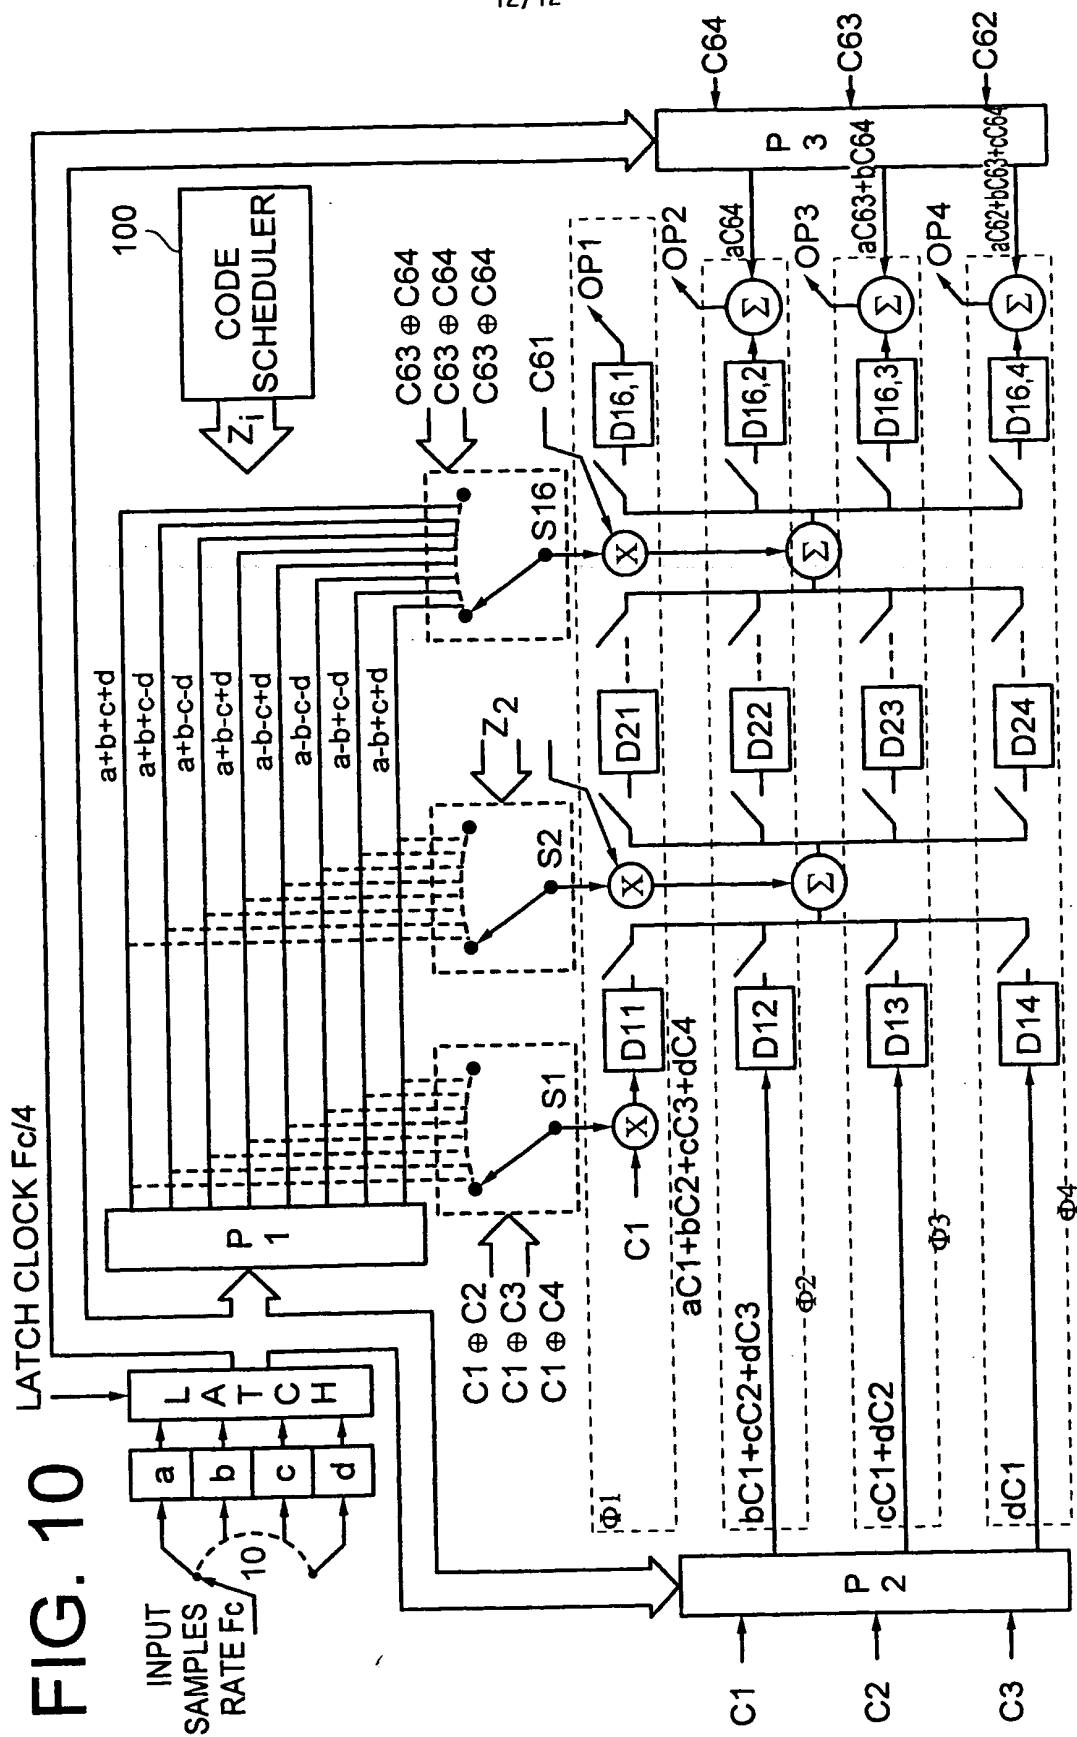 12/12
FIG. 10
LATCH CLOCK Fc/4
INPUT
SAMPLES
RATE Fc
10
a
b
c
d
L
A
T
C
H
P
1
a+b+c+d
a+b+c-d
a+b-c-d
a+b-c+d
a-b-c+d
a-b-c-d
a-b+c-d
a-b+c+d
100
CODE
SCHEDULER
Zi
C1 ⊕ C2
C1 ⊕ C3
C1 ⊕ C4
S1
Z2
S2
C63 ⊕ C64
C63 ⊕ C64
C63 ⊕ C64
S16
C61
Φ1
C1
X
D11
X
D21
X
D16,1
OP1
aC1+bC2+cC3+dC4
bC1+cC2+dC3
Φ2
D12
Σ
D22
Σ
D16,2
Σ
OP2
aC64
cC1+dC2
Φ3
D13
D23
D16,3
Σ
OP3
aC63+bC64
dC1
Φ4
D14
D24
D16,4
Σ
OP4
aC62+bC63+cC64
P
2
C1
C2
C3
P
3
C64
C63
C62